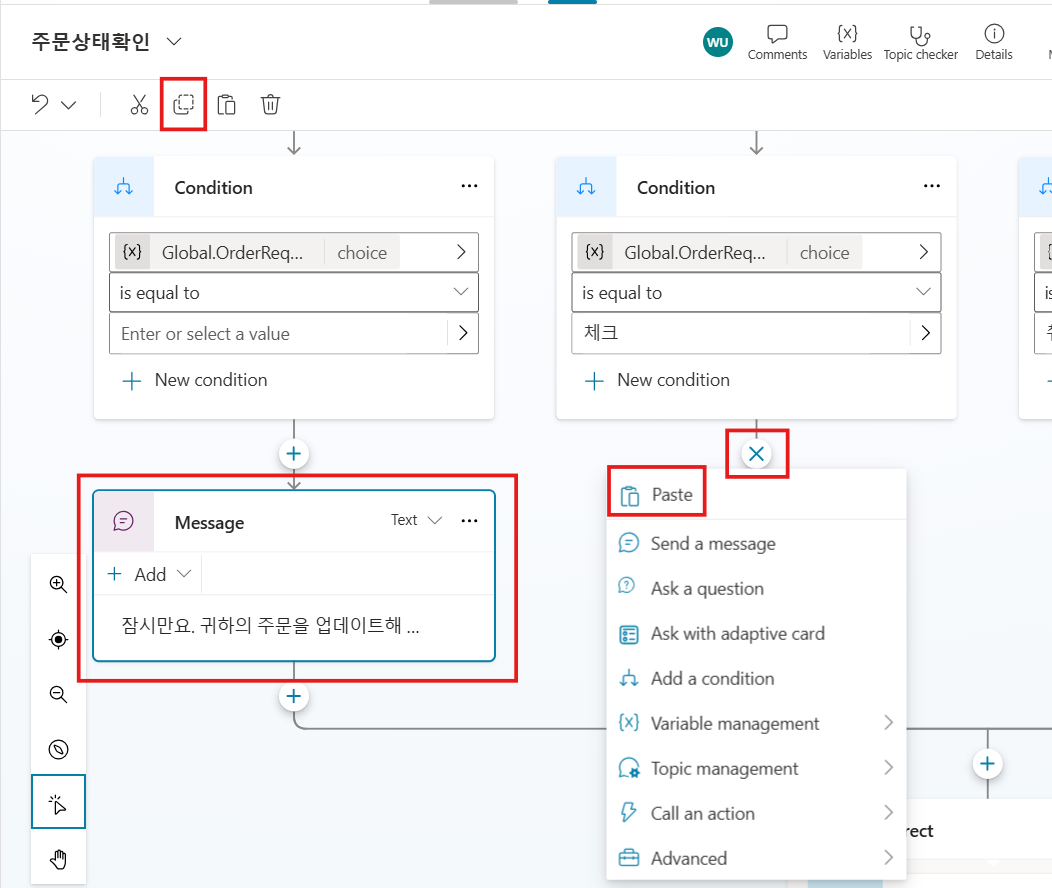 주문상태확인
WU
Comments
{x}
Variables
Topic checker
Details
Condition
{x} Global.OrderReq... choice
is equal to
Enter or select a value
New condition
Condition
{x} Global.OrderReq... choice
is equal to
체크
New condition
Message Text
Add
잠시만요. 귀하의 주문을 업데이트해 ...
Paste
Send a message
Ask a question
Ask with adaptive card
Add a condition
{x} Variable management
Topic management
Call an action
Advanced
rect